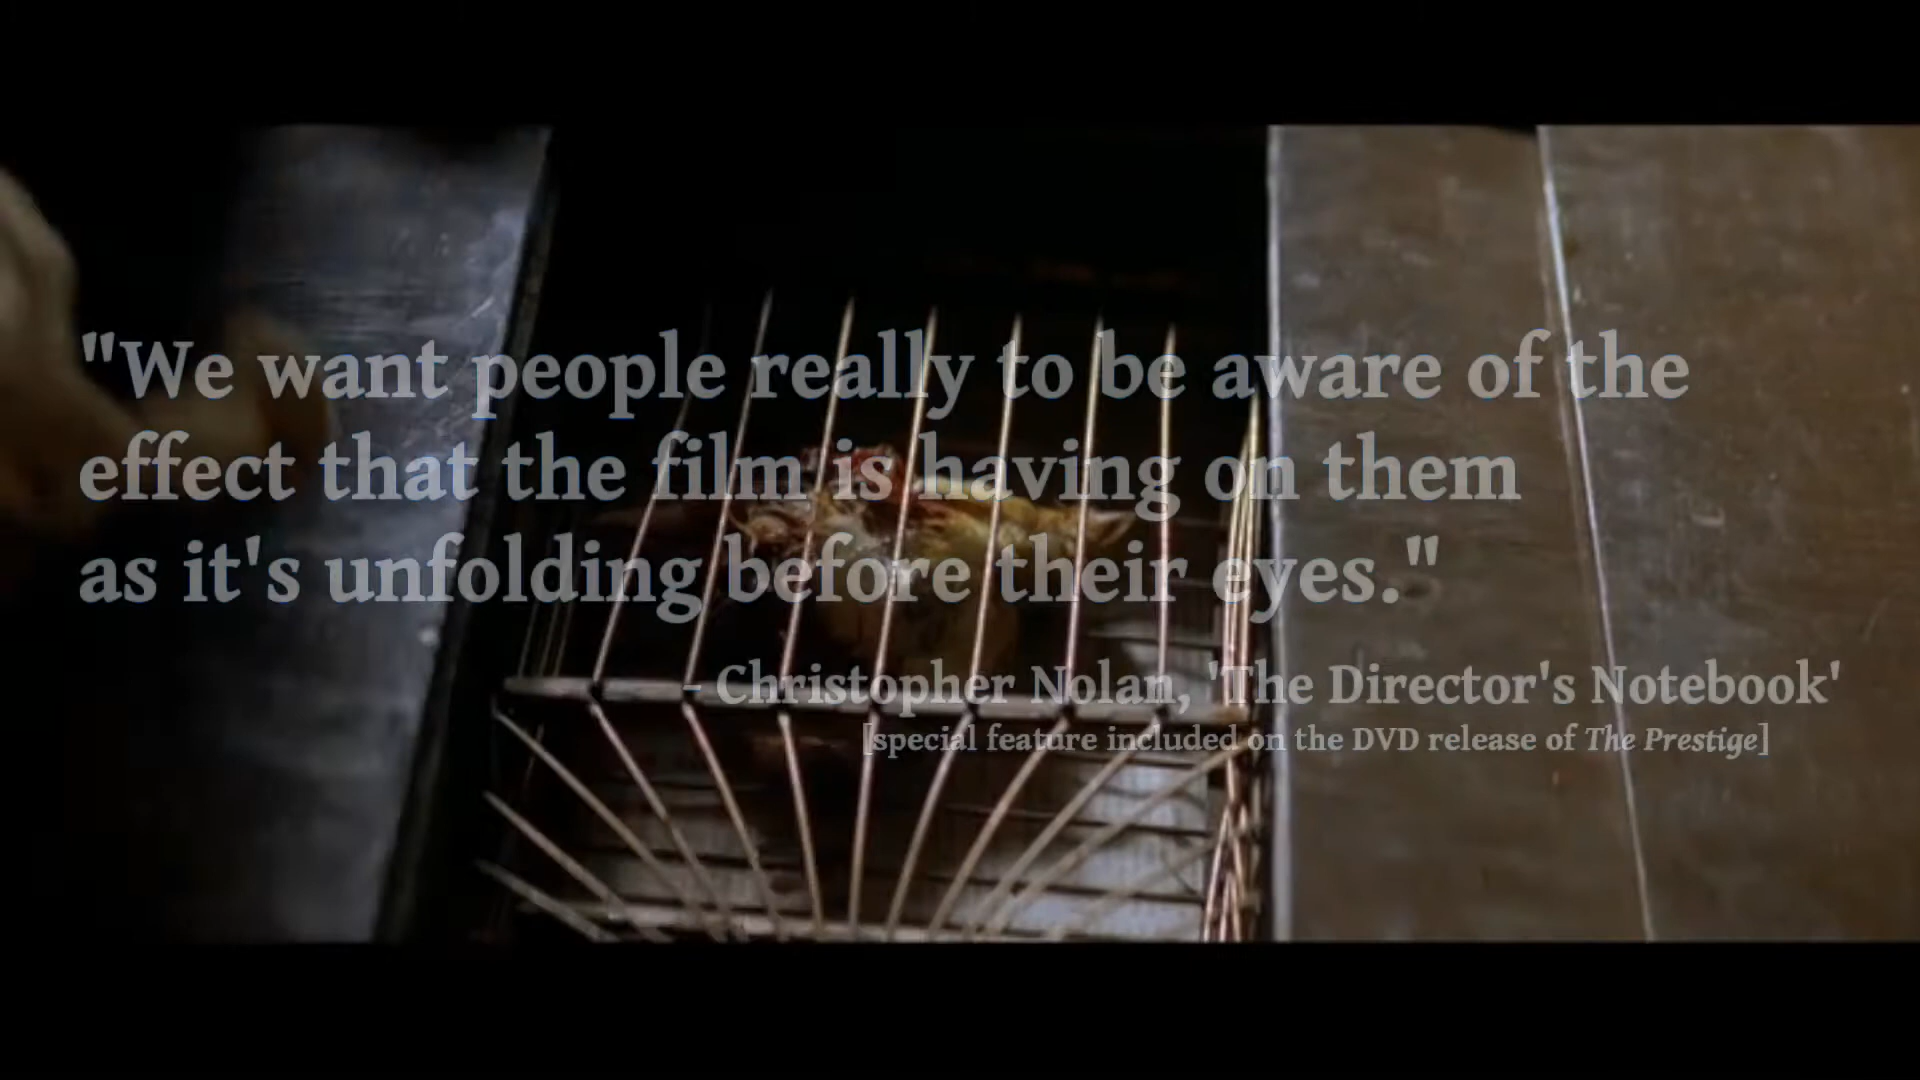 "We want people really to be aware of the
effect that the film is having on them
as it's unfolding before their eyes."
- Christopher Nolan, 'The Director's Notebook'
[special feature included on the DVD release of The Prestige]